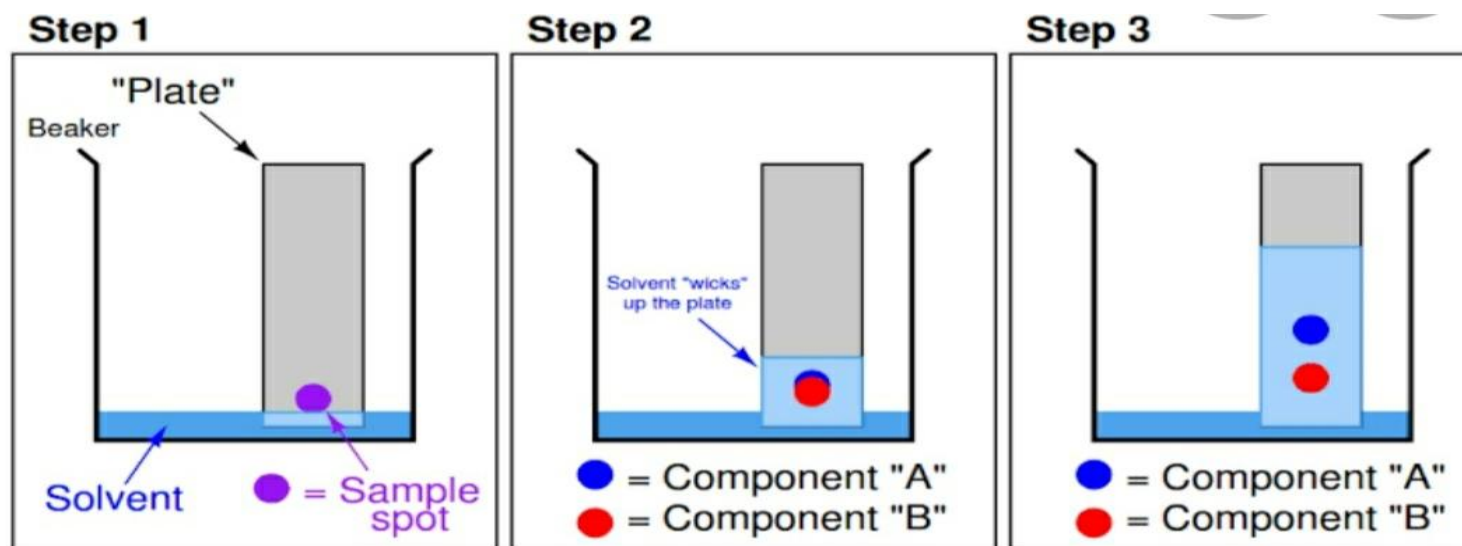 Step 1
"Plate"
Beaker
Solvent
= Sample
spot
Step 2
Solvent "wicks"
up the plate
= Component "A"
= Component "B"
Step 3
= Component "A"
= Component "B"